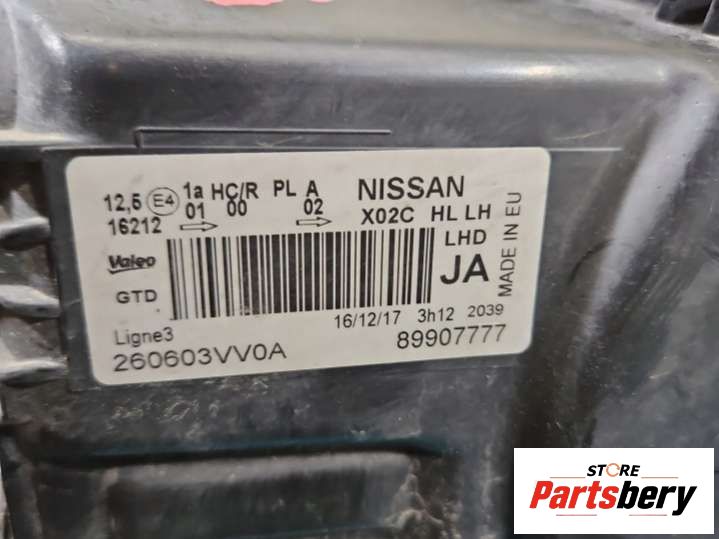 12,5 E4 1a HC/R PL A NISSAN
16212 01 00 02 X02C HL LH
Valeo LHD
GTD JA
MADE IN EU
16/12/17 3h12 2039
Ligne3
260603VV0A 89907777
STORE
Partsbery